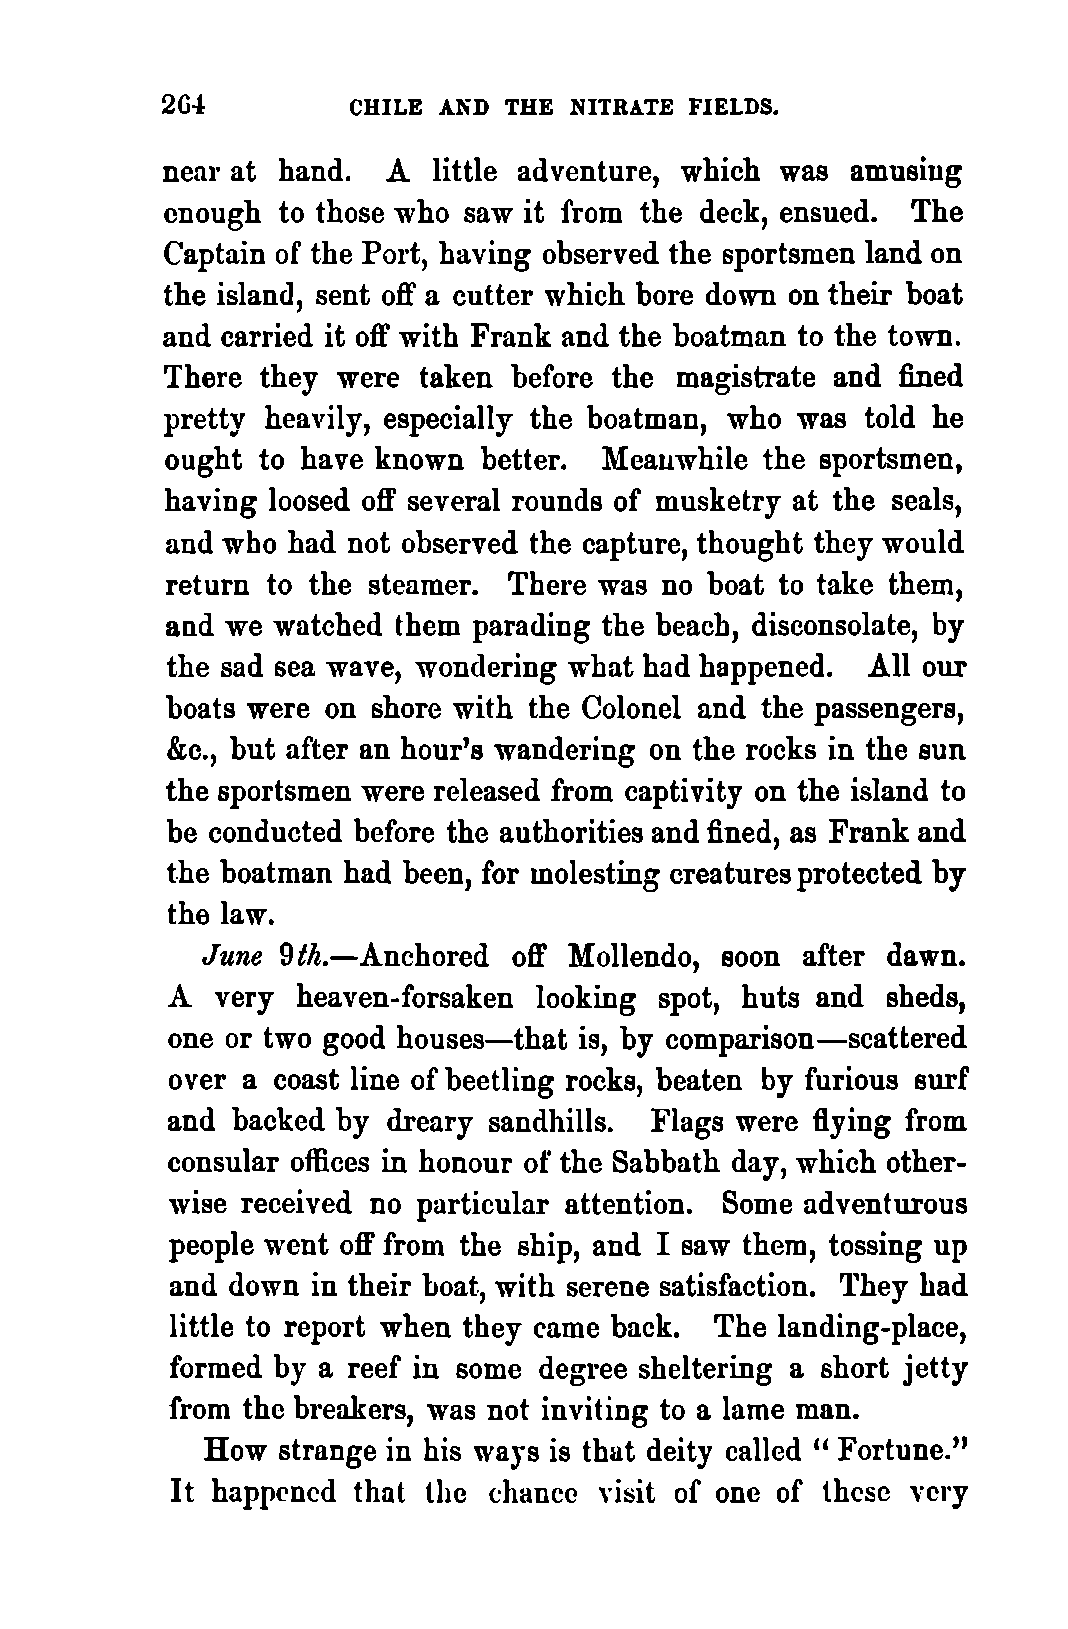 264 CHILE AND THE NITRATE FIELDS.
near at hand. A little adventure, which was amusing
enough to those who saw it from the deck, ensued. The
Captain of the Port, having observed the sportsmen land on
the island, sent off a cutter which bore down on their boat
and carried it off with Frank and the boatman to the town.
There they were taken before the magistrate and fined
pretty heavily, especially the boatman, who was told he
ought to have known better. Meanwhile the sportsmen,
having loosed off several rounds of musketry at the seals,
and who had not observed the capture, thought they would
return to the steamer. There was no boat to take them,
and we watched them parading the beach, disconsolate, by
the sad sea wave, wondering what had happened. All our
boats were on shore with the Colonel and the passengers,
&c., but after an hour's wandering on the rocks in the sun
the sportsmen were released from captivity on the island to
be conducted before the authorities and fined, as Frank and
the boatman had been, for molesting creatures protected by
the law.
June 9th.—Anchored off Mollendo, soon after dawn.
A very heaven-forsaken looking spot, huts and sheds,
one or two good houses—that is, by comparison—scattered
over a coast line of beetling rocks, beaten by furious surf
and backed by dreary sandhills. Flags were flying from
consular offices in honour of the Sabbath day, which other-
wise received no particular attention. Some adventurous
people went off from the ship, and I saw them, tossing up
and down in their boat, with serene satisfaction. They had
little to report when they came back. The landing-place,
formed by a reef in some degree sheltering a short jetty
from the breakers, was not inviting to a lame man.
How strange in his ways is that deity called "Fortune."
It happened that the chance visit of one of these very